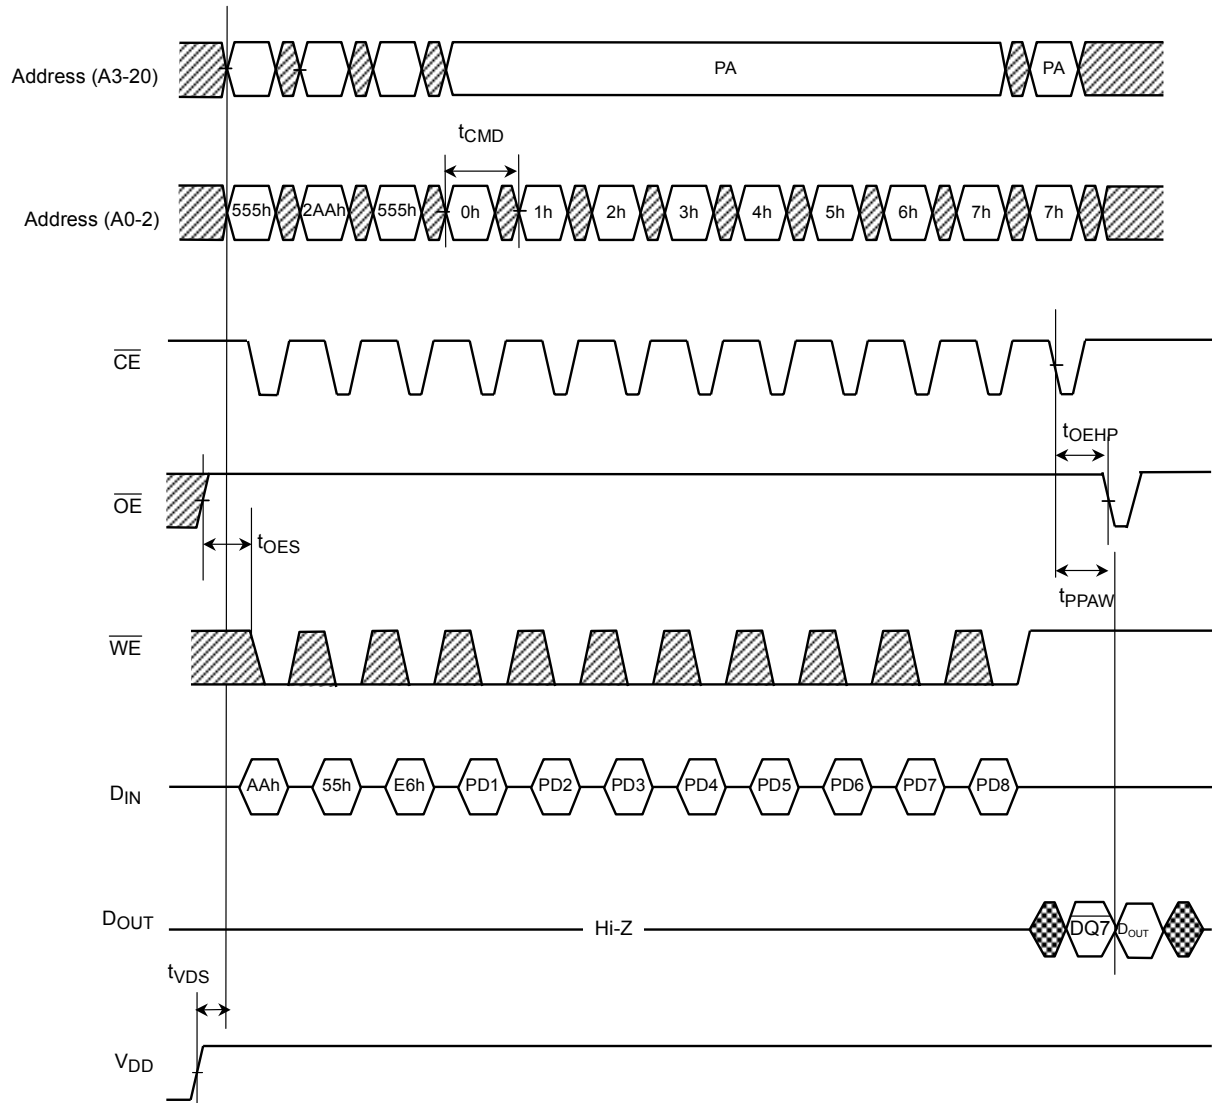 Address (A3-20)
PA
PA
tCMD
Address (A0-2)
555h 2AAh 555h 0h 1h 2h 3h 4h 5h 6h 7h 7h
CE
tOEHP
OE
tOES
tPPAW
WE
DIN
AAh 55h E6h PD1 PD2 PD3 PD4 PD5 PD6 PD7 PD8
DOUT
Hi-Z
DQ7
DOUT
tVDS
VDD